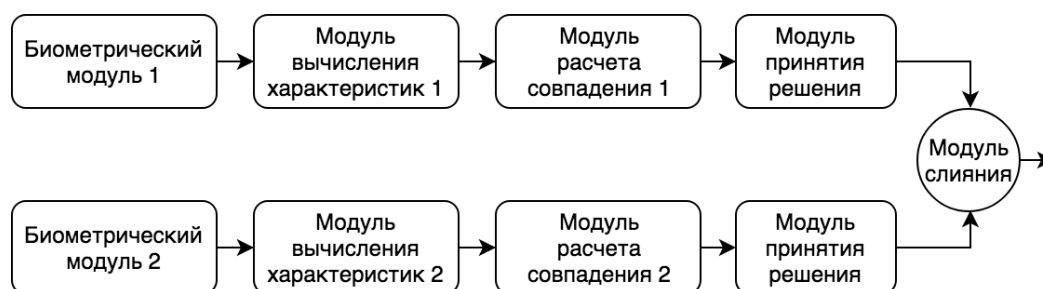 Биометрический
модуль 1
Модуль
вычисления
характеристик 1
Модуль
расчета
совпадения 1
Модуль
принятия
решения
Модуль
слияния
Биометрический
модуль 2
Модуль
вычисления
характеристик 2
Модуль
расчета
совпадения 2
Модуль
принятия
решения